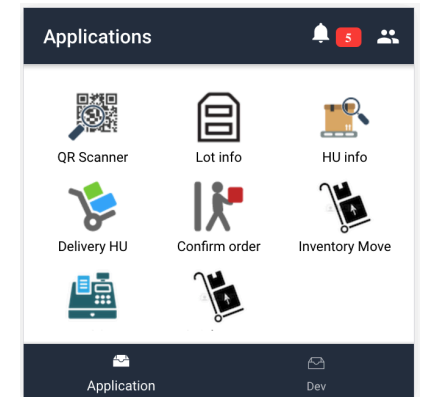 Applications 5
QR Scanner Lot info HU info
Delivery HU Confirm order Inventory Move
Application Dev